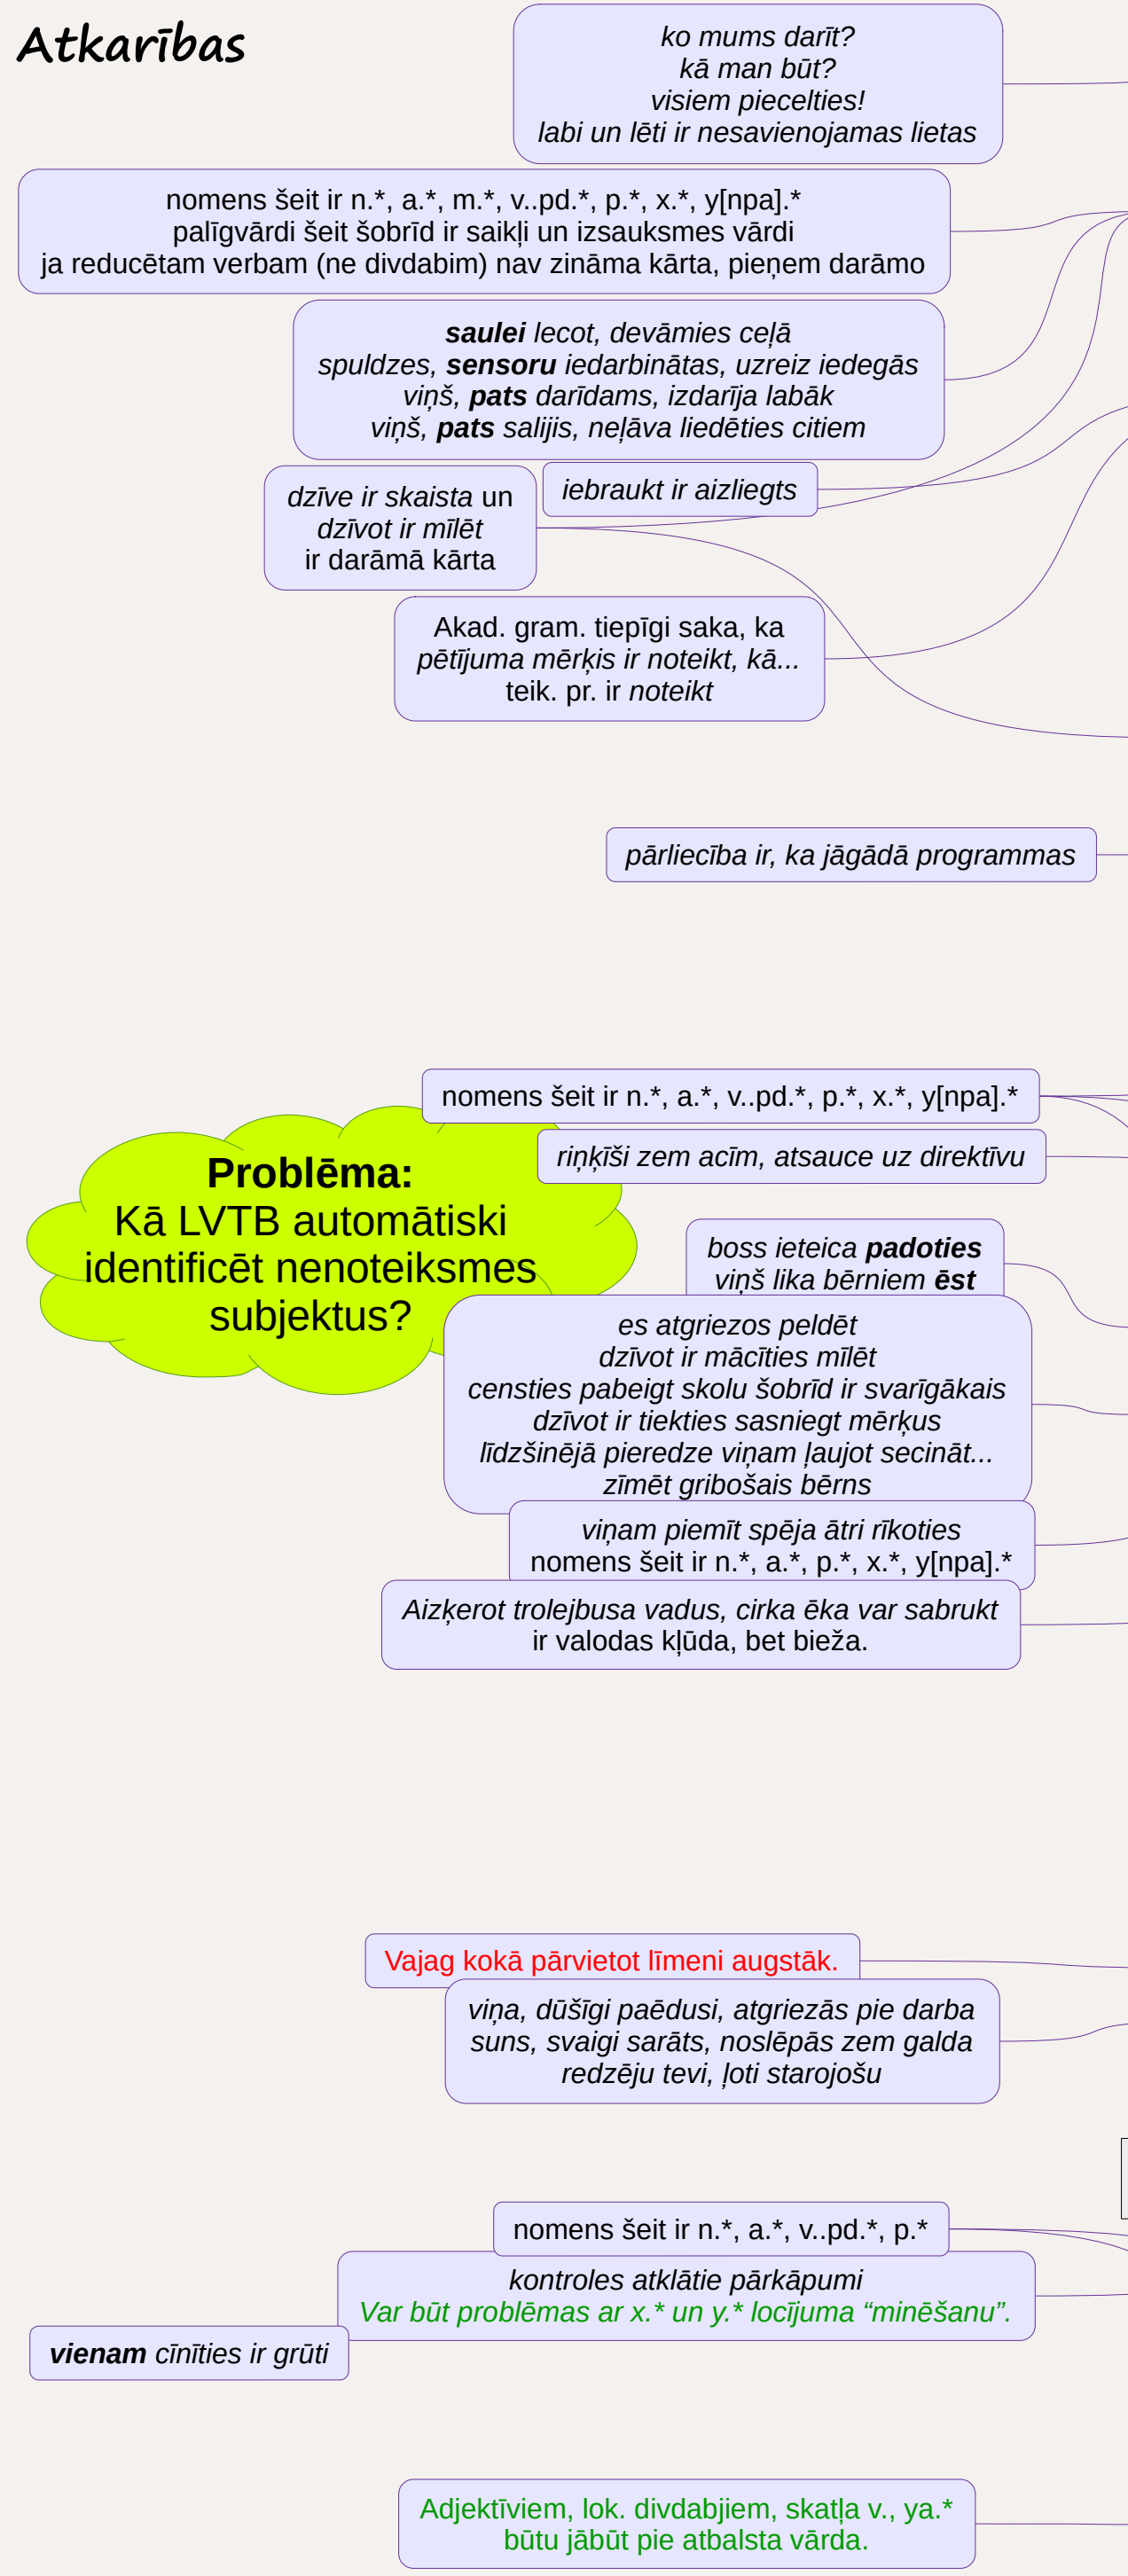 Atkarības
ko mums darīt?
kā man būt?
visiem piecelties!
labi un lēti ir nesavienojamas lietas
nomens šeit ir n.*, a.*, m.*, v..pd.*, p.*, x.*, y[npa].*
palīgvārdi šeit šobrīd ir saikļi un izsauksmes vārdi
ja reducētam verbam (ne divdabim) nav zināma kārta, pieņem darāmo
saulei lecot, devāmies ceļā
spuldzes, sensoru iedarbinātas, uzreiz iedegās
viņš, pats darīdams, izdarīja labāk
viņš, pats salijis, neļāva liedēties citiem
iebraukt ir aizliegts
dzīve ir skaista un
dzīvot ir mīlēt
ir darāmā kārta
Akad. gram. tiepīgi saka, ka
pētījuma mērķis ir noteikt, kā...
teik. pr. ir noteikt
pārliecība ir, ka jāgādā programmas
nomens šeit ir n.*, a.*, v..pd.*, p.*, x.*, y[npa].*
riņķīši zem acīm, atsauce uz direktīvu
Problēma:
Kā LVTB automātiski
identificēt nenoteiksmes
subjektus?
boss ieteica padoties
viņš lika bērniem ēst
es atgriezos peldēt
dzīvot ir mācīties mīlēt
censties pabeigt skolu šobrīd ir svarīgākais
dzīvot ir tiekties sasniegt mērķus
līdzšinējā pieredze viņam ļaujot secināt...
zīmēt gribošais bērns
viņam piemīt spēja ātri rīkoties
nomens šeit ir n.*, a.*, p.*, x.*, y[npa].*
Aizķerot trolejbusa vadus, cirka ēka var sabrukt
ir valodas kļūda, bet bieža.
Vajag kokā pārvietot līmeni augstāk.
viņa, dūšīgi paēdusi, atgriezās pie darba
suns, svaigi sarāts, noslēpās zem galda
redzēju tevi, ļoti starojošu
nomens šeit ir n.*, a.*, v..pd.*, p.*
kontroles atklātie pārkāpumi
Var būt problēmas ar x.* un y.* locījuma “minēšanu”.
vienam cīnīties ir grūti
Adjektīviem, lok. divdabjiem, skatļa v., ya.*
būtu jābūt pie atbalsta vārda.